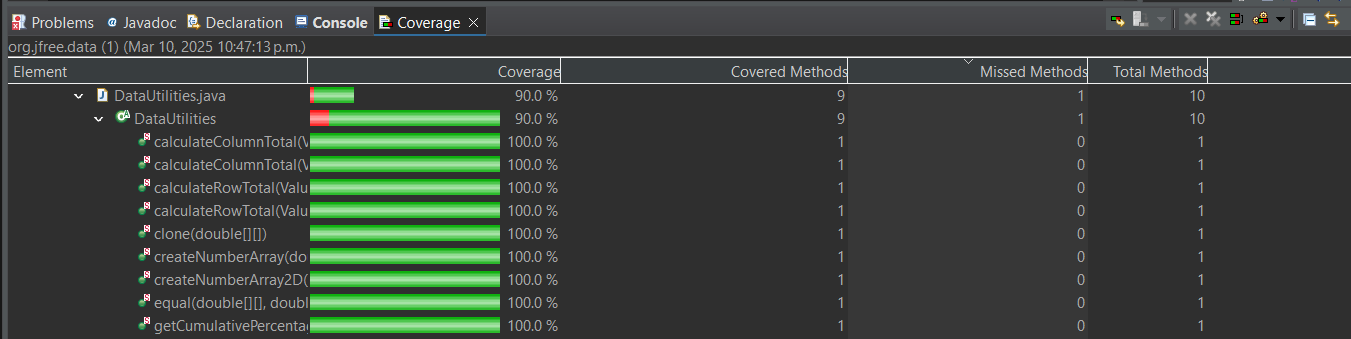 Problems @ Javadoc Declaration Console Coverage
org.jfree.data (1) (Mar 10, 2025 10:47:13 p.m.)
Element Coverage Covered Methods Missed Methods Total Methods
DataUtilities.java 90.0 % 9 1 10
DataUtilities 90.0 % 9 1 10
calculateColumnTotal(V 100.0 % 1 0 1
calculateColumnTotal(V 100.0 % 1 0 1
calculateRowTotal(Valu 100.0 % 1 0 1
calculateRowTotal(Valu 100.0 % 1 0 1
clone(double[][]) 100.0 % 1 0 1
createNumberArray(do 100.0 % 1 0 1
createNumberArray2D( 100.0 % 1 0 1
equal(double[][], doubl 100.0 % 1 0 1
getCumulativePercenta 100.0 % 1 0 1